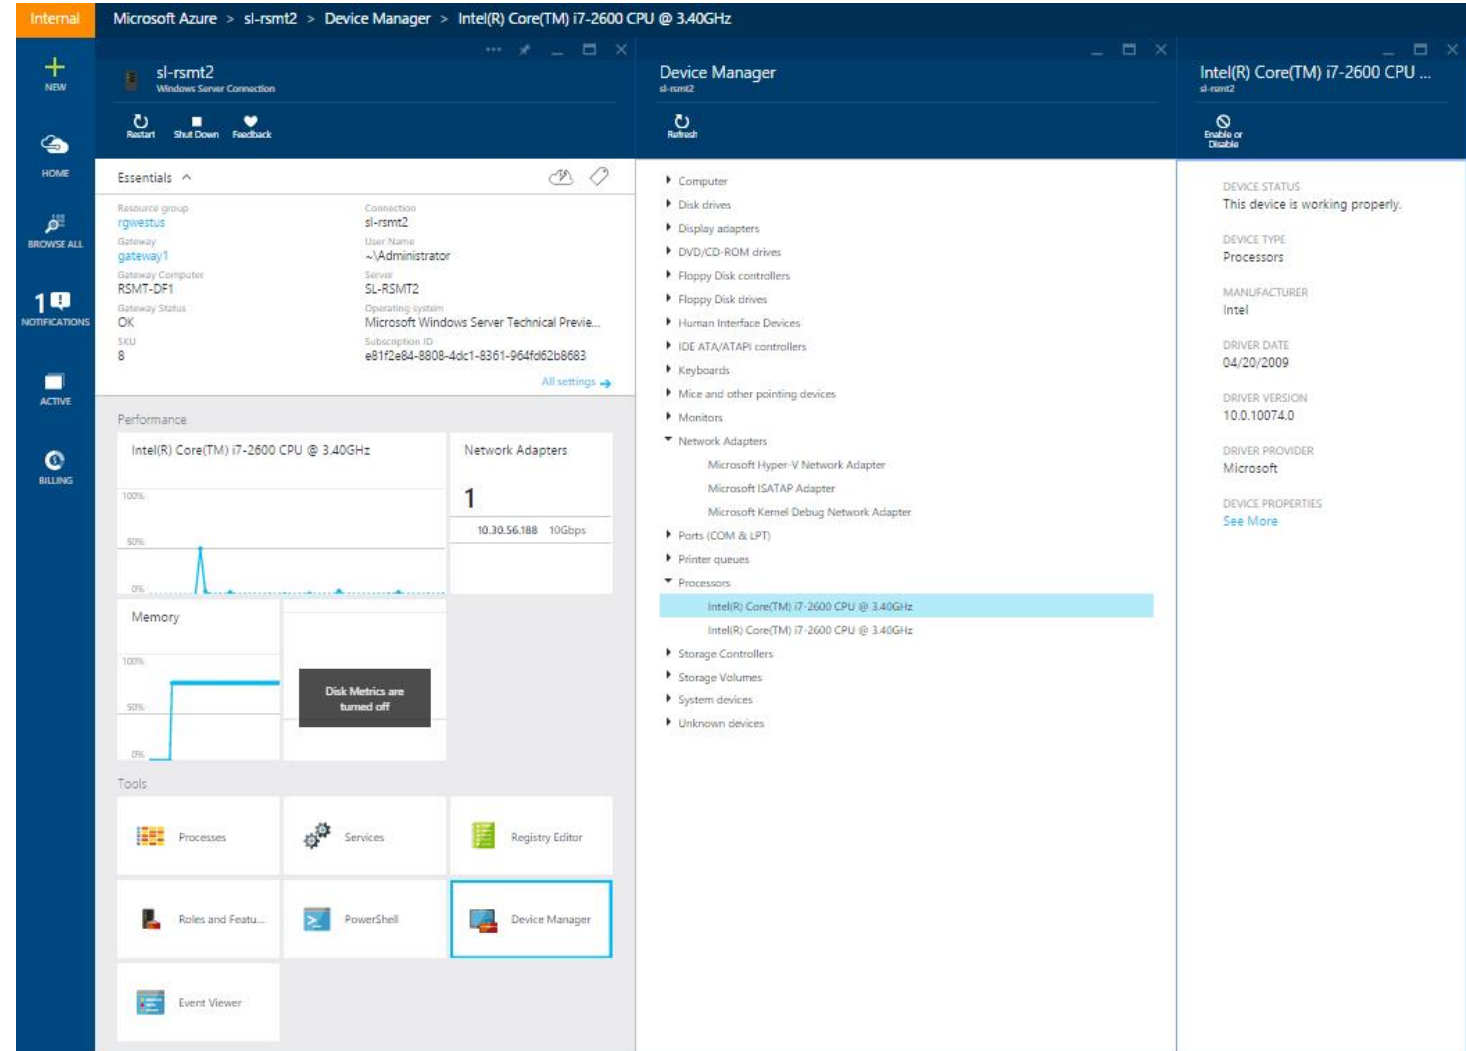 Internal
Microsoft Azure > sl-rsmt2 > Device Manager > Intel(R) Core(TM) i7-2600 CPU @ 3.40GHz
NEW
HOME
BROWSE ALL
1
NOTIFICATIONS
ACTIVE
BILLING
sl-rsmt2
Windows Server Connection
Restart Shut Down Feedback
Essentials
Resource group
rgwestus
Gateway
gateway1
Gateway Computer
RSMT-DF1
Gateway Status
OK
SKU
8
Connection
sl-rsmt2
User Name
~\Administrator
Server
SL-RSMT2
Operating system
Microsoft Windows Server Technical Previe...
Subscription ID
e81f2e84-8808-4dc1-8361-964fd62b8683
All settings
Performance
Intel(R) Core(TM) i7-2600 CPU @ 3.40GHz
100%
50%
0%
Network Adapters
1
10.30.56.188 10Gbps
Memory
100%
50%
0%
Disk Metrics are
turned off
Tools
Processes
Services
Registry Editor
Roles and Featu...
PowerShell
Device Manager
Event Viewer
Device Manager
sl-rsmt2
Refresh
Computer
Disk drives
Display adapters
DVD/CD-ROM drives
Floppy Disk controllers
Floppy Disk drives
Human Interface Devices
IDE ATA/ATAPI controllers
Keyboards
Mice and other pointing devices
Monitors
Network Adapters
Microsoft Hyper-V Network Adapter
Microsoft ISATAP Adapter
Microsoft Kernel Debug Network Adapter
Ports (COM & LPT)
Printer queues
Processors
Intel(R) Core(TM) i7-2600 CPU @ 3.40GHz
Intel(R) Core(TM) i7-2600 CPU @ 3.40GHz
Storage Controllers
Storage Volumes
System devices
Unknown devices
Intel(R) Core(TM) i7-2600 CPU ...
sl-rsmt2
Enable or
Disable
DEVICE STATUS
This device is working properly.
DEVICE TYPE
Processors
MANUFACTURER
Intel
DRIVER DATE
04/20/2009
DRIVER VERSION
10.0.10074.0
DRIVER PROVIDER
Microsoft
DEVICE PROPERTIES
See More